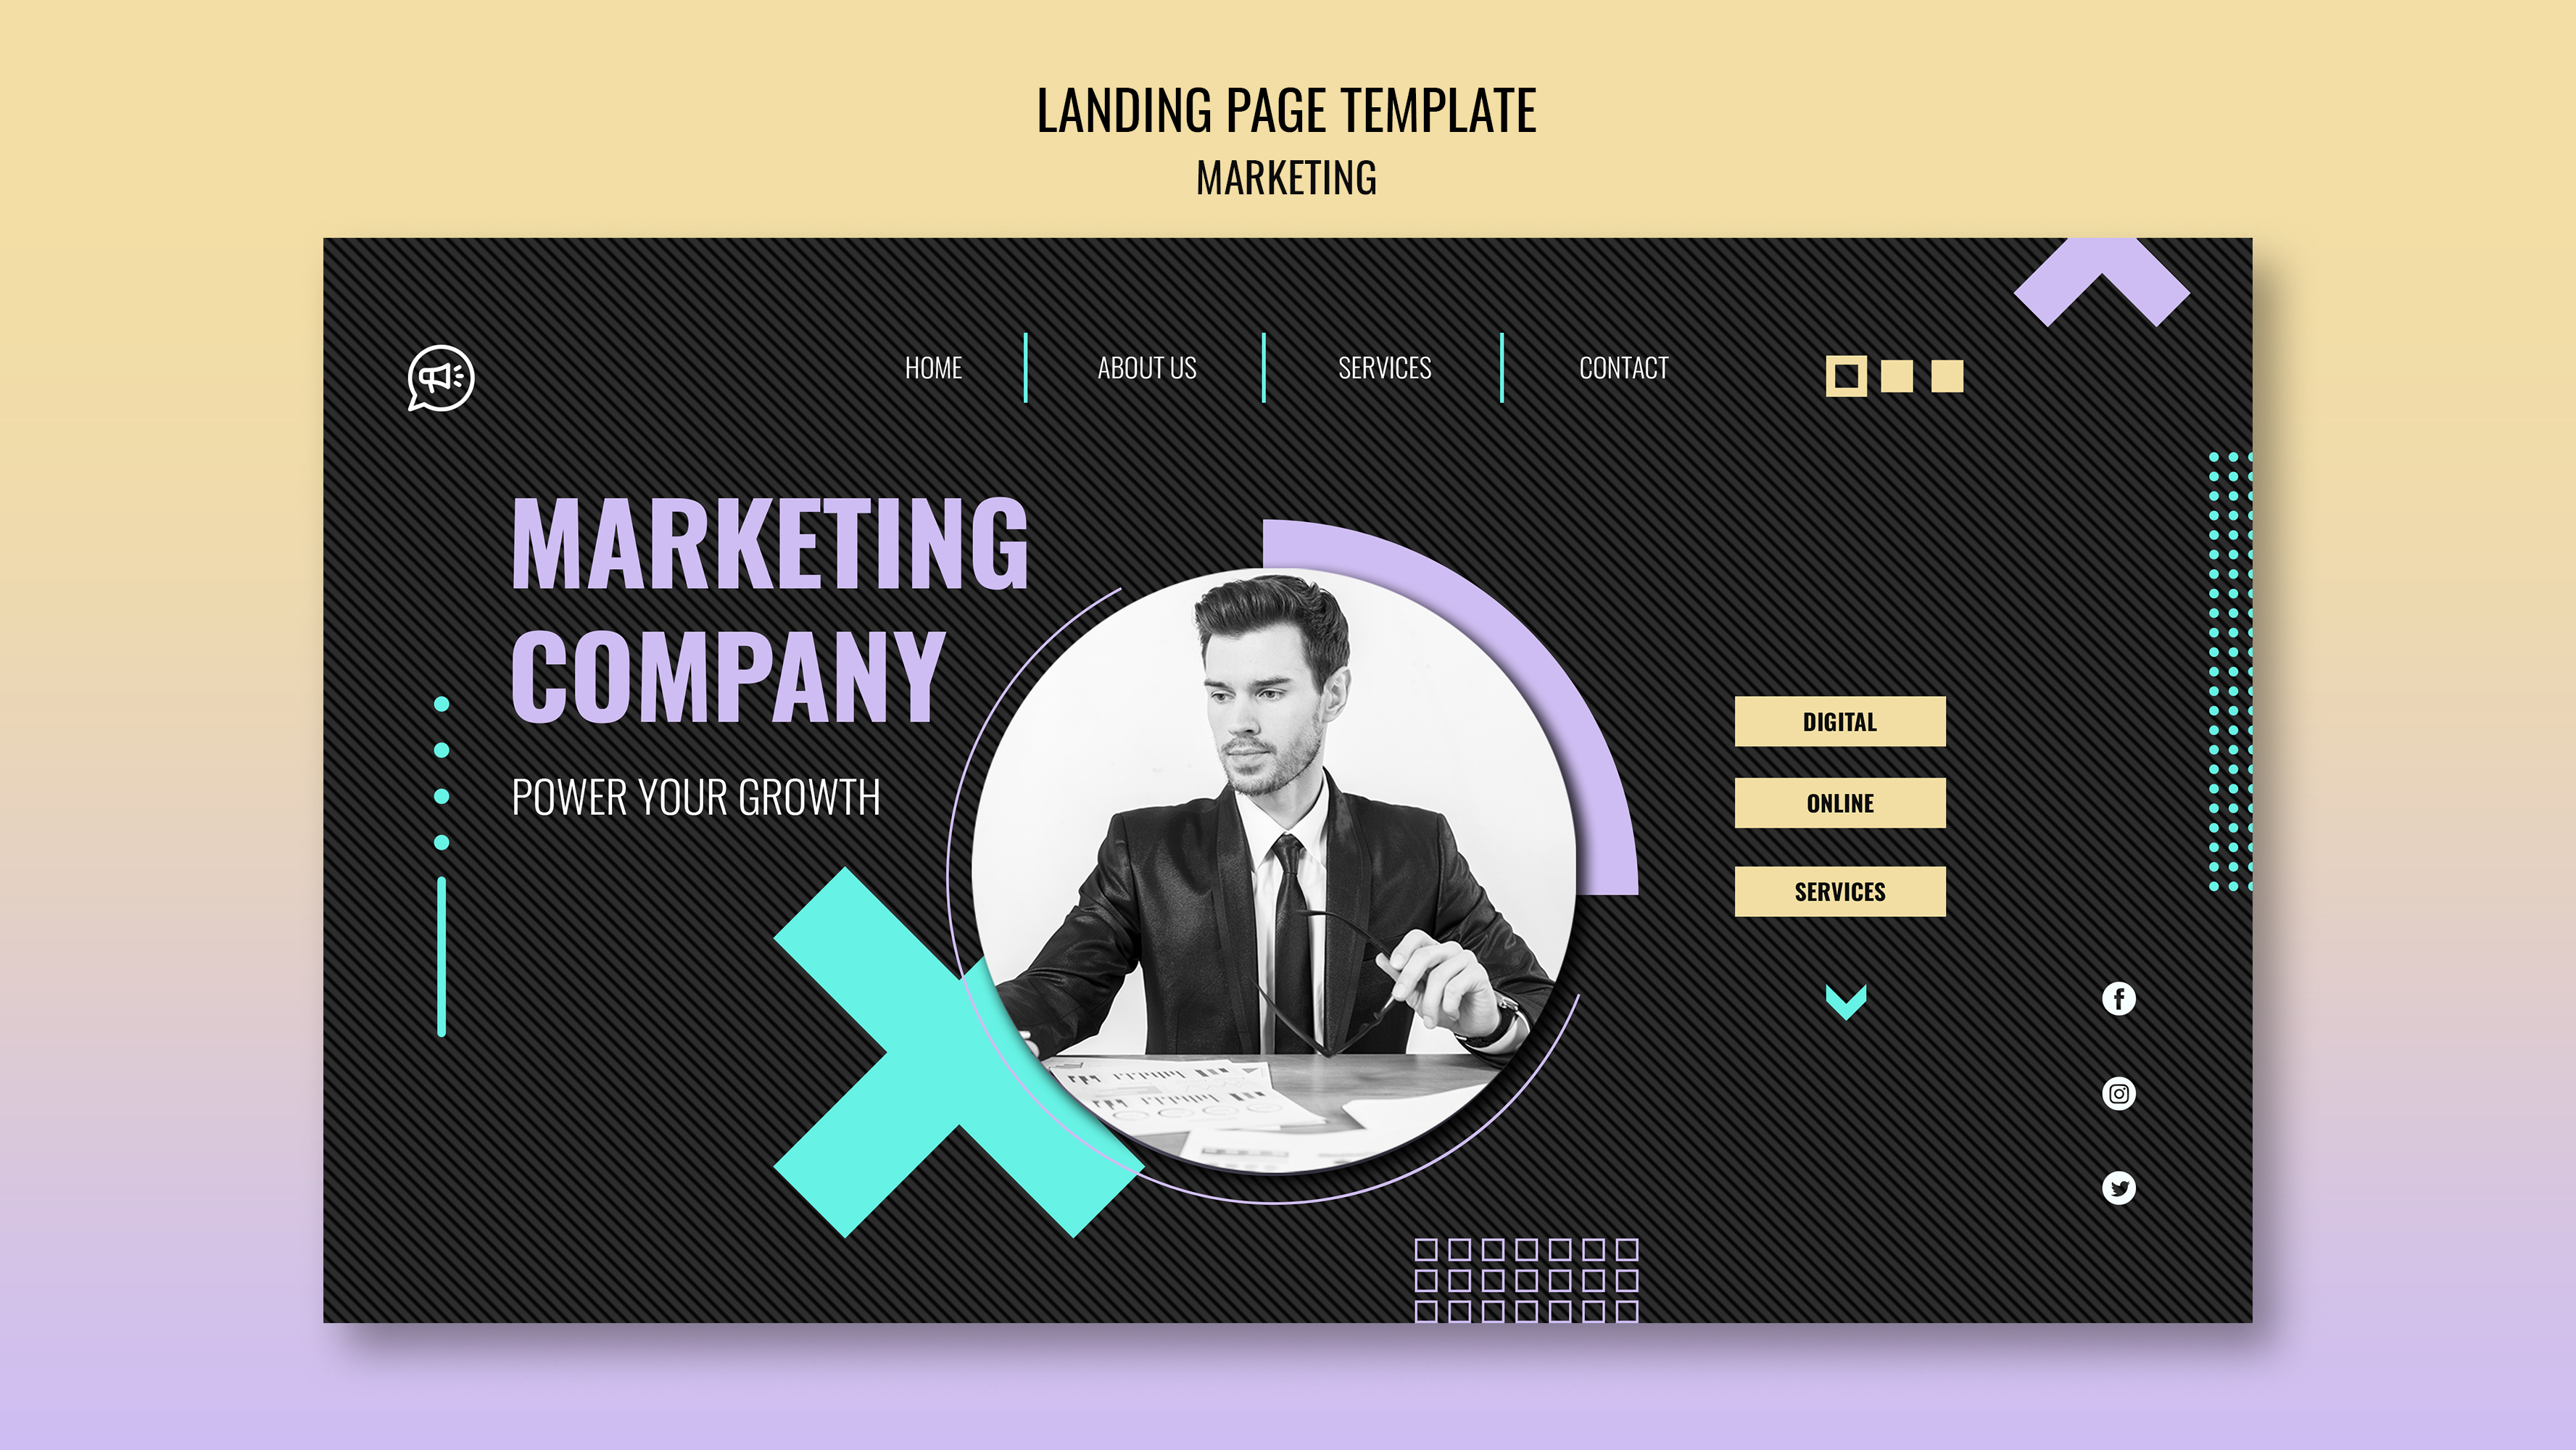 LANDING PAGE TEMPLATE
MARKETING
HOME
ABOUT US
SERVICES
CONTACT
MARKETING
COMPANY
POWER YOUR GROWTH
DIGITAL
ONLINE
SERVICES